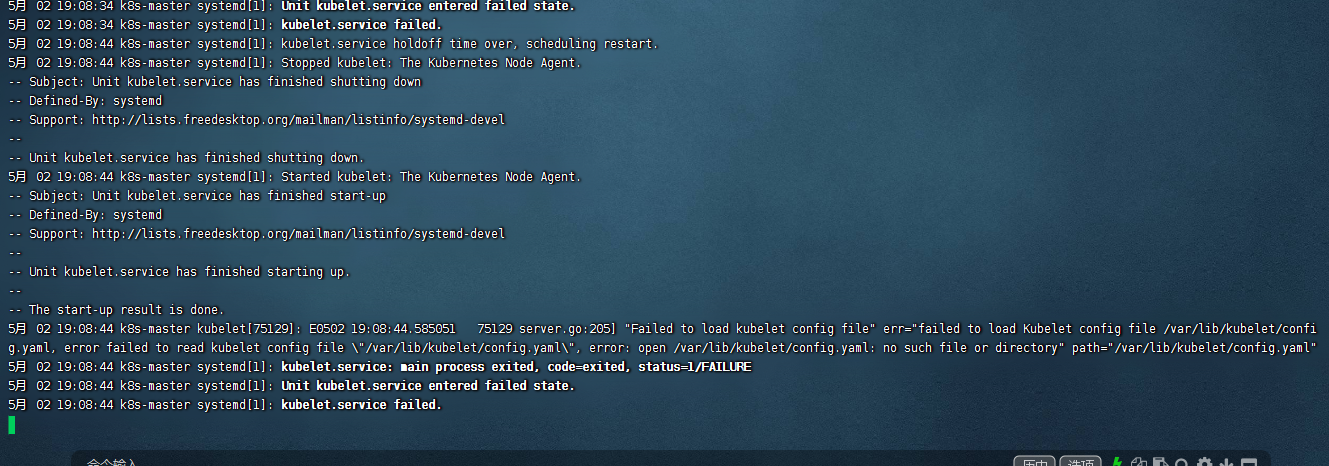 5月 02 19:08:34 k8s-master systemd[1]: Unit kubelet.service entered failed state.
5月 02 19:08:34 k8s-master systemd[1]: kubelet.service failed.
5月 02 19:08:44 k8s-master systemd[1]: kubelet.service holdoff time over, scheduling restart.
5月 02 19:08:44 k8s-master systemd[1]: Stopped kubelet: The Kubernetes Node Agent.
-- Subject: Unit kubelet.service has finished shutting down
-- Defined-By: systemd
-- Support: http://lists.freedesktop.org/mailman/listinfo/systemd-devel
--
-- Unit kubelet.service has finished shutting down.
5月 02 19:08:44 k8s-master systemd[1]: Started kubelet: The Kubernetes Node Agent.
-- Subject: Unit kubelet.service has finished start-up
-- Defined-By: systemd
-- Support: http://lists.freedesktop.org/mailman/listinfo/systemd-devel
--
-- Unit kubelet.service has finished starting up.
--
-- The start-up result is done.
5月 02 19:08:44 k8s-master kubelet[75129]: E0502 19:08:44.585051   75129 server.go:205] "Failed to load kubelet config file" err="failed to load Kubelet config file /var/lib/kubelet/confi
g.yaml, error failed to read kubelet config file \"/var/lib/kubelet/config.yaml\", error: open /var/lib/kubelet/config.yaml: no such file or directory" path="/var/lib/kubelet/config.yaml"
5月 02 19:08:44 k8s-master systemd[1]: kubelet.service: main process exited, code=exited, status=1/FAILURE
5月 02 19:08:44 k8s-master systemd[1]: Unit kubelet.service entered failed state.
5月 02 19:08:44 k8s-master systemd[1]: kubelet.service failed.
命令输入
历史 选项